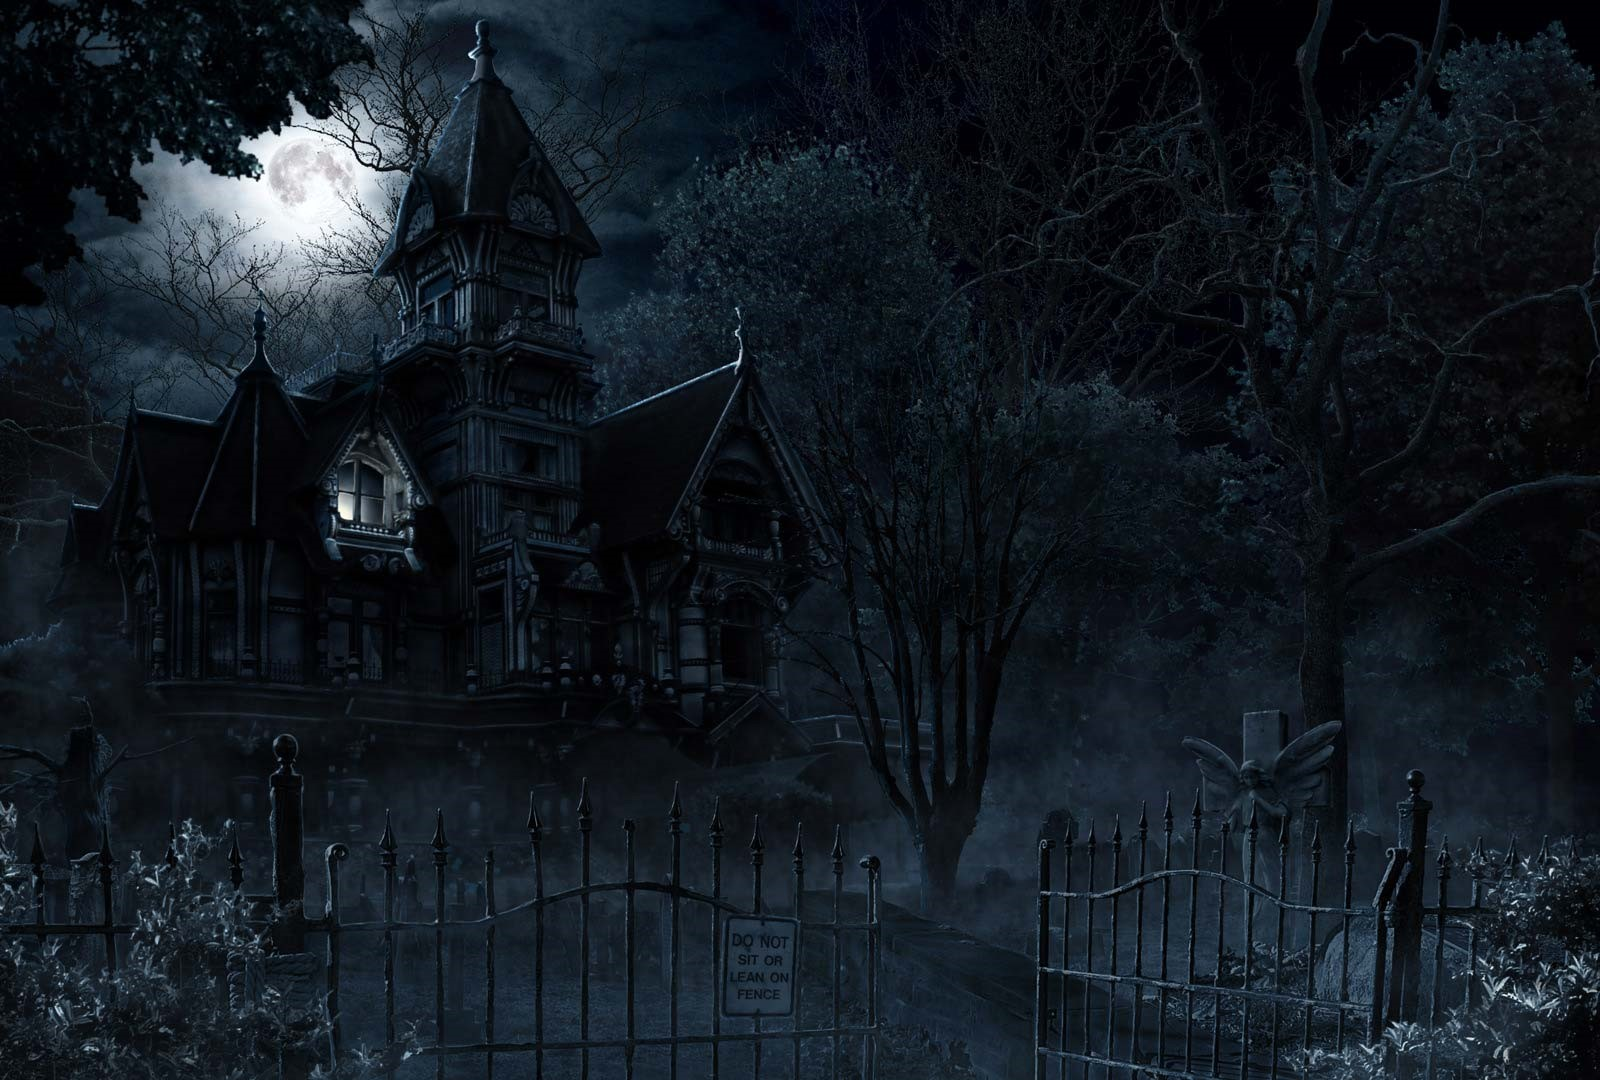 DO NOT
SIT OR
LEAN ON
FENCE